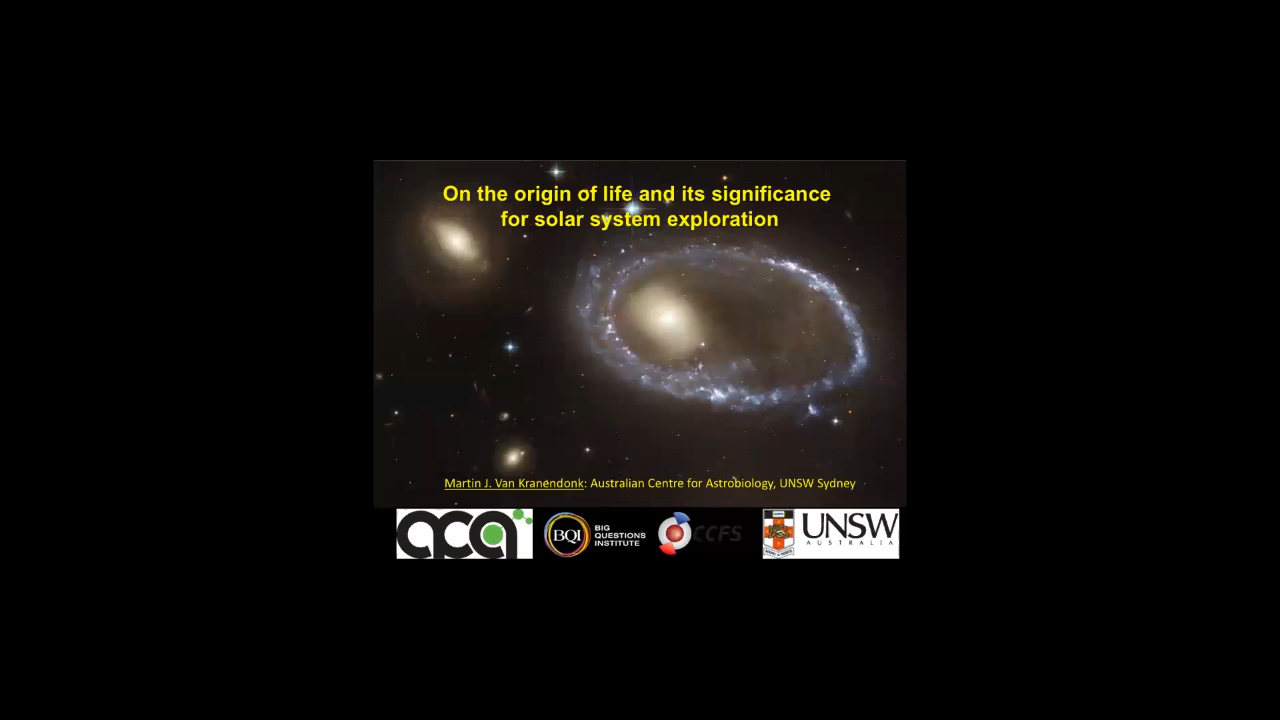 On the origin of life and its significance
for solar system exploration
Martin J. Van Kranendonk: Australian Centre for Astrobiology, UNSW Sydney
aca
BQI
BIG
QUESTIONS
INSTITUTE
CCFS
UNSW
AUSTRALIA